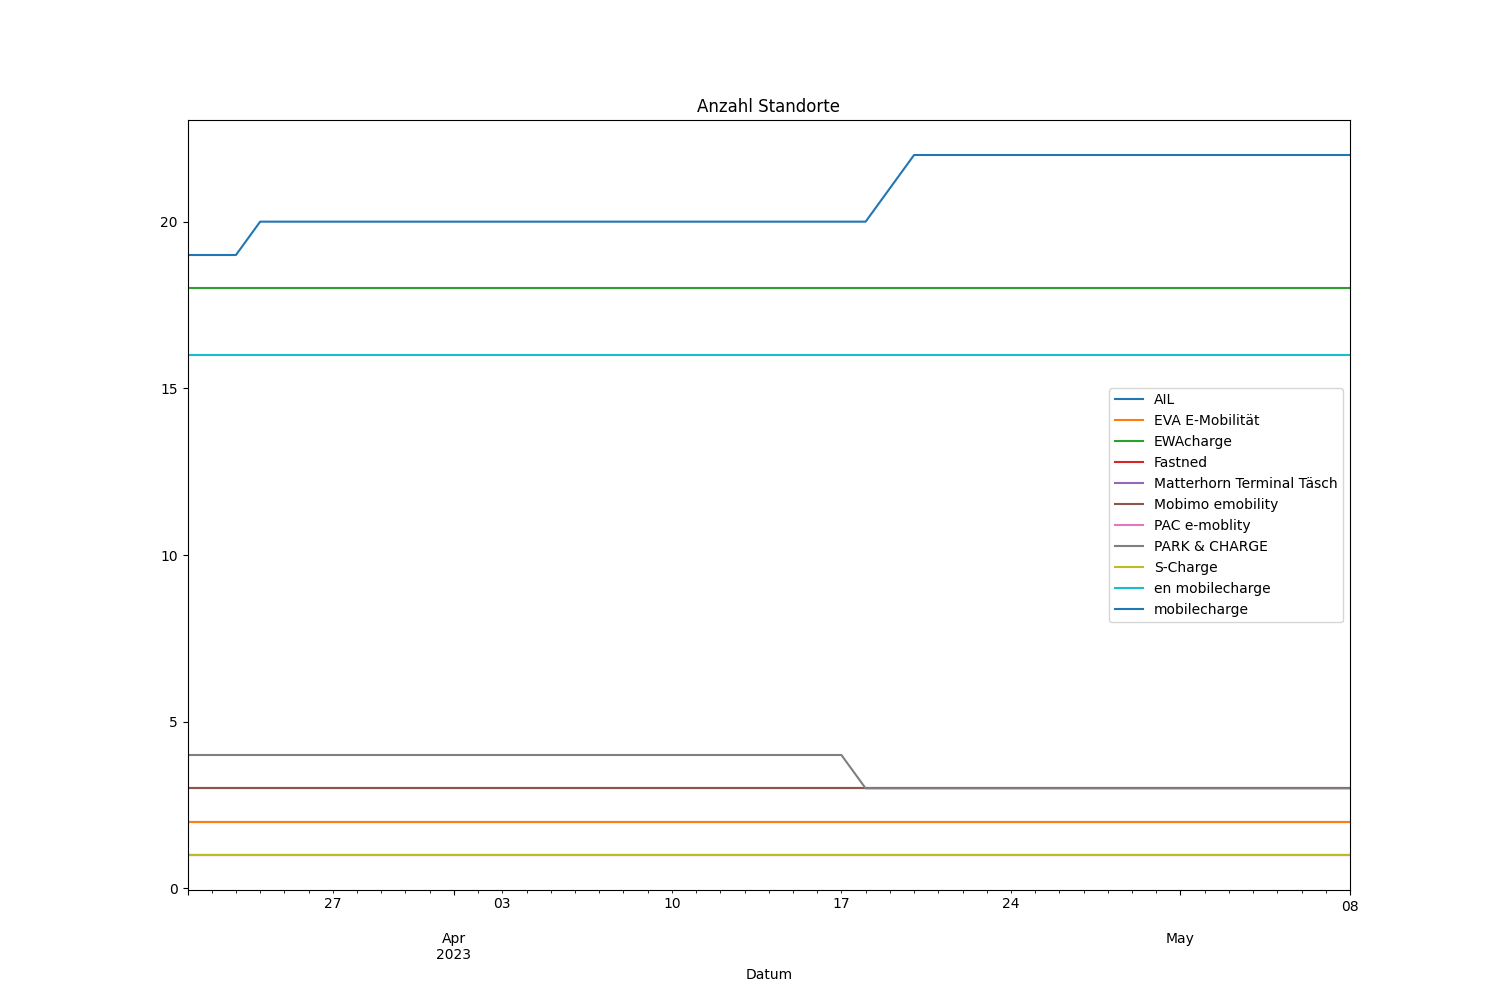 Anzahl Standorte
20
15
10
5
0
AIL
EVA E-Mobilität
EWAcharge
Fastned
Matterhorn Terminal Täsch
Mobimo emobility
PAC e-moblity
PARK & CHARGE
S-Charge
en mobilecharge
mobilecharge
27 03 10 17 24 08
Apr May
2023
Datum